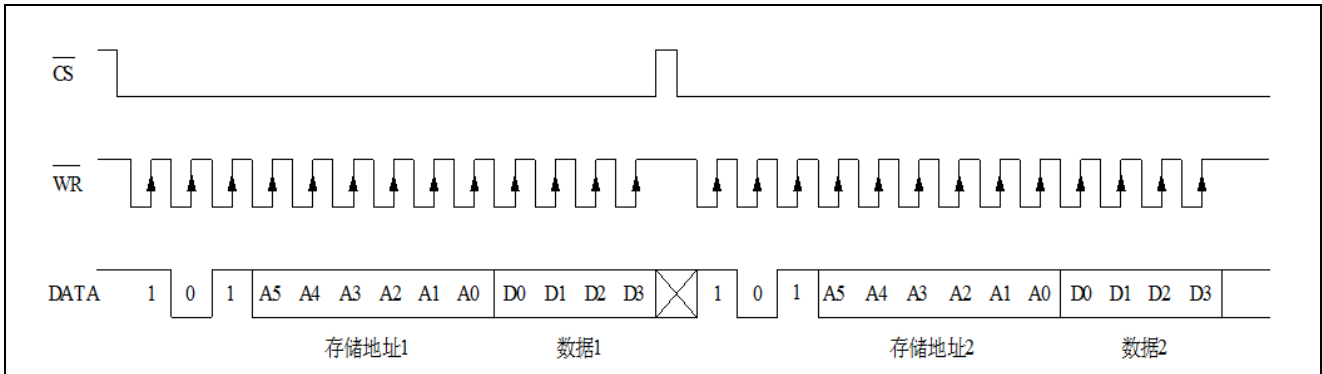 CS
WR
DATA 1 0 1 A5 A4 A3 A2 A1 A0 D0 D1 D2 D3 1 0 1 A5 A4 A3 A2 A1 A0 D0 D1 D2 D3
存储地址1 数据1 存储地址2 数据2